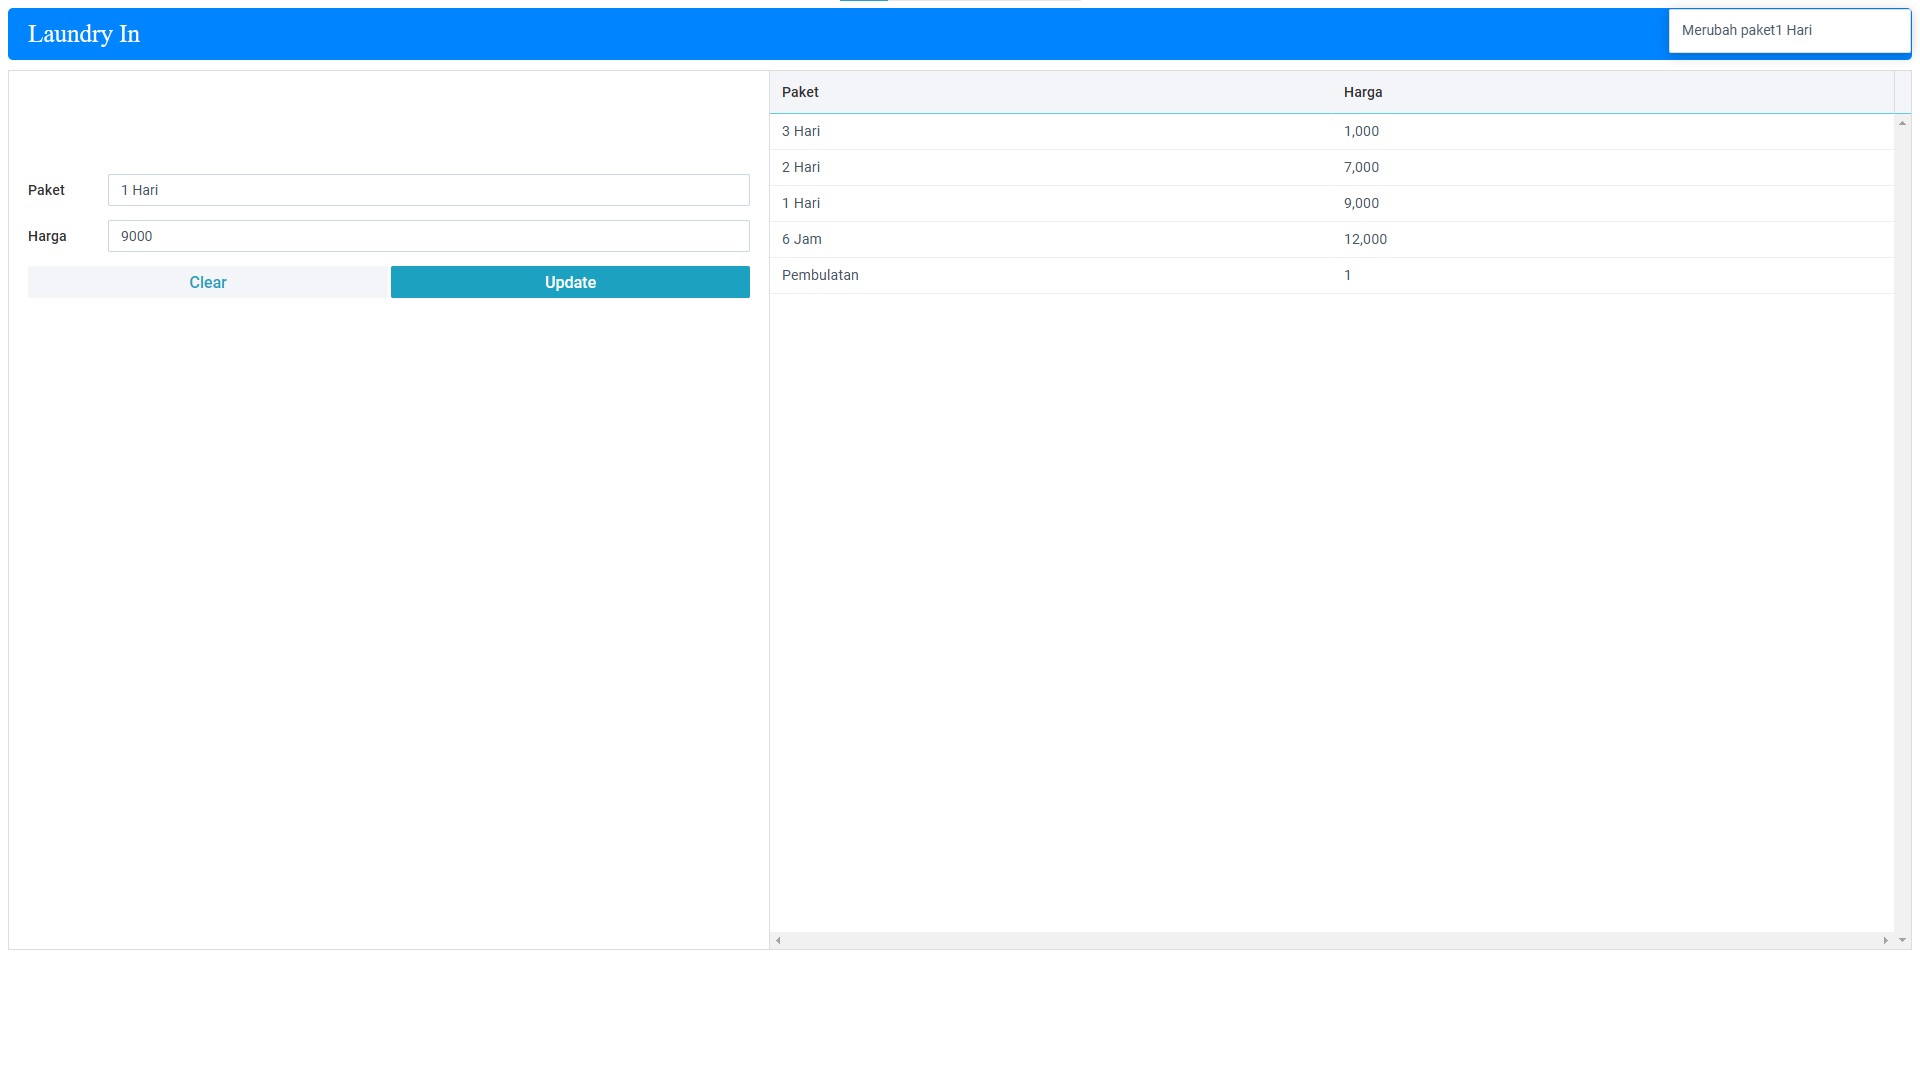 Laundry In
Merubah paket1 Hari
Paket
1 Hari
Harga
9000
Clear
Update
Paket Harga
3 Hari 1,000
2 Hari 7,000
1 Hari 9,000
6 Jam 12,000
Pembulatan 1